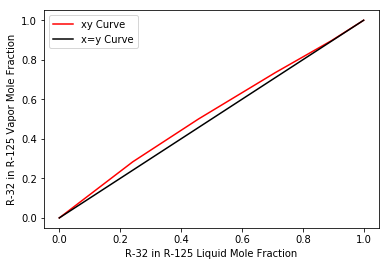 xy Curve
x=y Curve
R-32 in R-125 Vapor Mole Fraction
1.0
0.8
0.6
0.4
0.2
0.0
0.0 0.2 0.4 0.6 0.8 1.0
R-32 in R-125 Liquid Mole Fraction